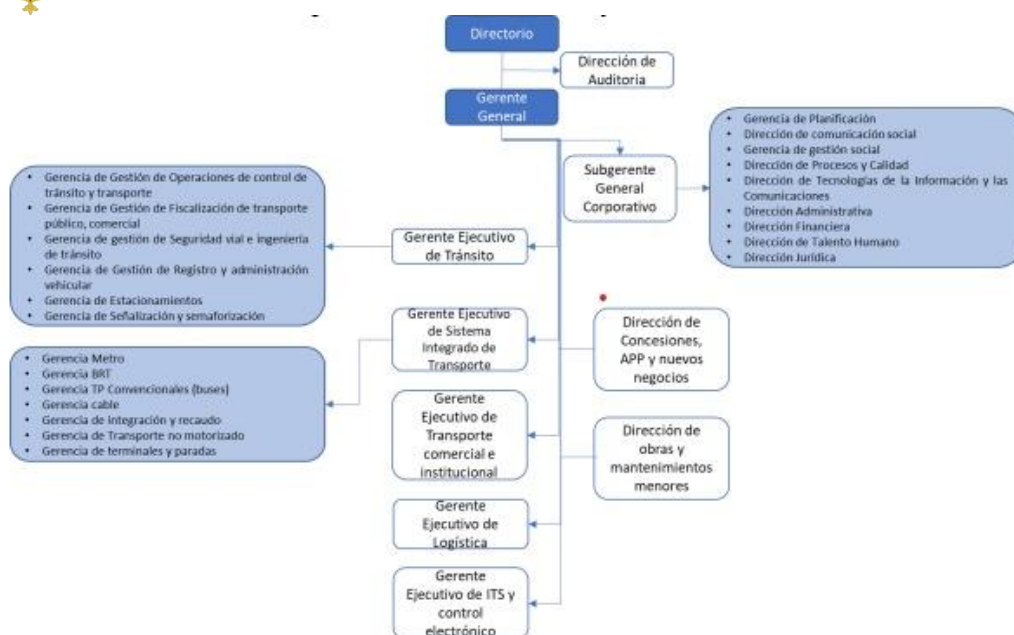 Directorio
Dirección de
Auditoria
Gerente
General
Subgerente
General
Corporativo
• Gerencia de Planificación
• Dirección de comunicación social
• Gerencia de gestión social
• Dirección de Procesos y Calidad
• Dirección de Tecnologías de la Información y las
Comunicaciones
• Dirección Administrativa
• Dirección Financiera
• Dirección de Talento Humano
• Dirección Jurídica
• Gerencia de Gestión de Operaciones de control de
tránsito y transporte
• Gerencia de Gestión de Fiscalización de transporte
público, comercial
• Gerencia de gestión de Seguridad vial e ingeniería
de tránsito
• Gerencia de Gestión de Registro y administración
vehicular
• Gerencia de Estacionamientos
• Gerencia de Señalización y semaforización
Gerente Ejecutivo
de Tránsito
Gerente Ejecutivo
de Sistema
Integrado de
Transporte
• Gerencia Metro
• Gerencia BRT
• Gerencia TP Convencionales (buses)
• Gerencia cable
• Gerencia de integración y recaudo
• Gerencia de Transporte no motorizado
• Gerencia de terminales y paradas
Dirección de
Concesiones,
APP y nuevos
negocios
Gerente
Ejecutivo de
Transporte
comercial e
institucional
Dirección de
obras y
mantenimientos
menores
Gerente
Ejecutivo de
Logística
Gerente
Ejecutivo de ITS y
control
electrónico